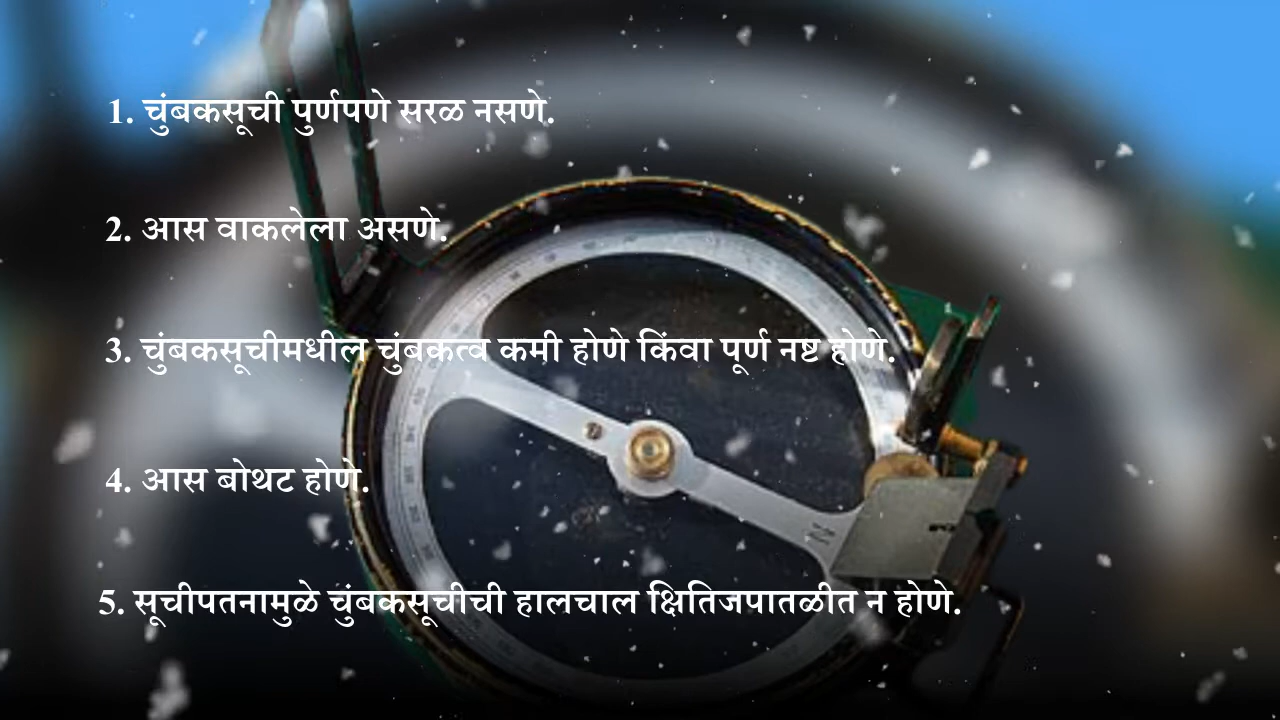 1. चुंबकसूची पुर्णपणे सरळ नसणे.
2. आस वाकलेला असणे.
3. चुंबकसूचीमधील चुंबकत्व कमी होणे किंवा पूर्ण नष्ट होणे.
4. आस बोथट होणे.
5. सूचीपतनामुळे चुंबकसूचीची हालचाल क्षितिजपातळीत न होणे.